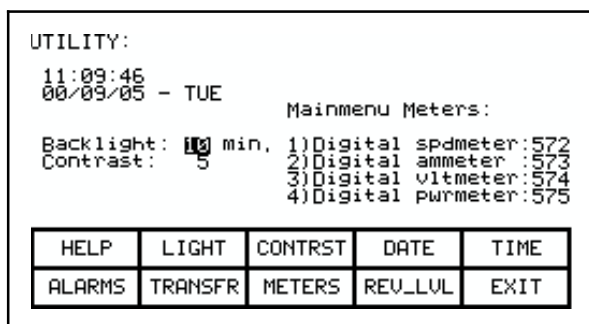 UTILITY:
11:09:46
00/09/05 - TUE
Mainmenu Meters:
Backlight: 10 min, 1)Digital spdmeter:572
Contrast: 5 2)Digital ammeter :573
3)Digital vltmeter:574
4)Digital pwrmeter:575
HELP LIGHT CONTRST DATE TIME
ALARMS TRANSFR METERS REV_LVL EXIT